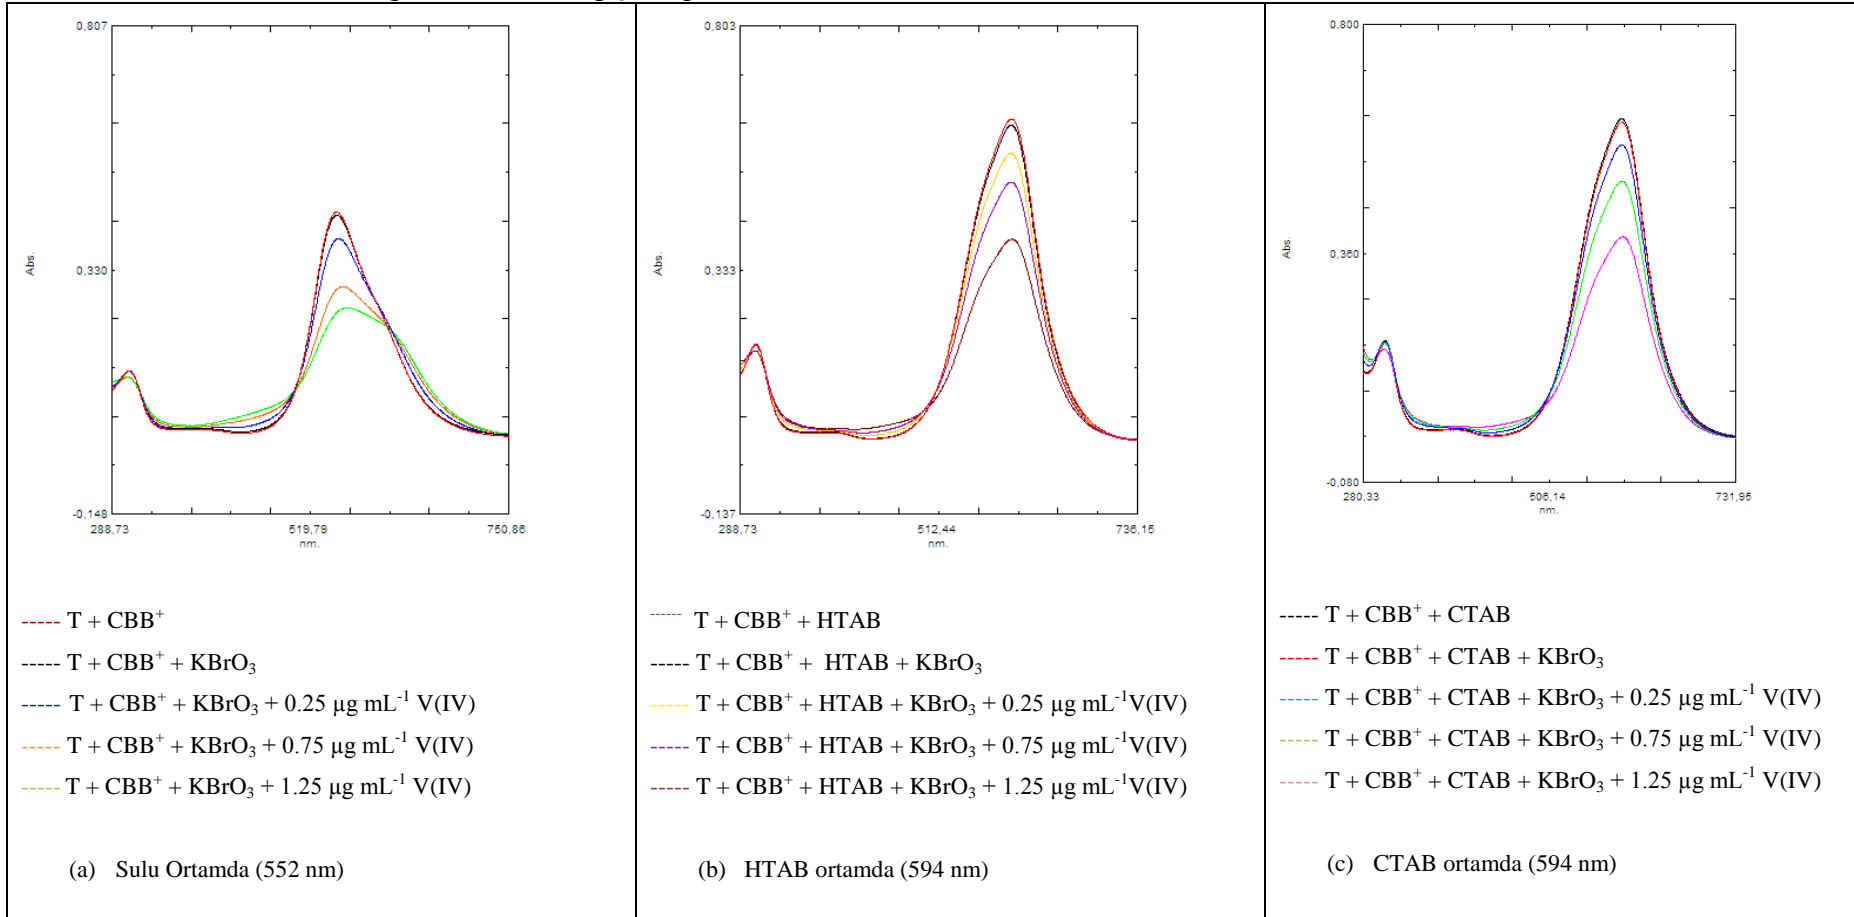 0,807
Abs.
0,330
-0,148
288,73
519,79
750,86
nm.
T + CBB⁺
T + CBB⁺ + KBrO₃
T + CBB⁺ + KBrO₃ + 0.25 µg mL⁻¹ V(IV)
T + CBB⁺ + KBrO₃ + 0.75 µg mL⁻¹ V(IV)
T + CBB⁺ + KBrO₃ + 1.25 µg mL⁻¹ V(IV)
(a) Sulu Ortamda (552 nm)
0,803
Abs.
0,333
-0,137
288,73
512,44
736,15
nm.
T + CBB⁺ + HTAB
T + CBB⁺ + HTAB + KBrO₃
T + CBB⁺ + HTAB + KBrO₃ + 0.25 µg mL⁻¹V(IV)
T + CBB⁺ + HTAB + KBrO₃ + 0.75 µg mL⁻¹V(IV)
T + CBB⁺ + HTAB + KBrO₃ + 1.25 µg mL⁻¹V(IV)
(b) HTAB ortamda (594 nm)
0,800
Abs.
0,360
-0,080
280,33
506,14
731,95
nm.
T + CBB⁺ + CTAB
T + CBB⁺ + CTAB + KBrO₃
T + CBB⁺ + CTAB + KBrO₃ + 0.25 µg mL⁻¹ V(IV)
T + CBB⁺ + CTAB + KBrO₃ + 0.75 µg mL⁻¹ V(IV)
T + CBB⁺ + CTAB + KBrO₃ + 1.25 µg mL⁻¹ V(IV)
(c) CTAB ortamda (594 nm)